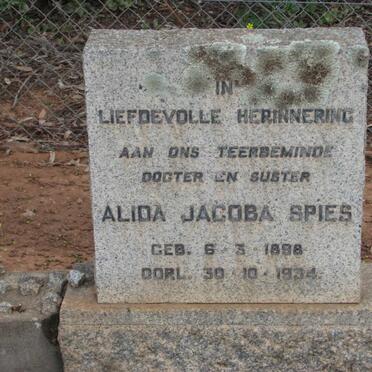 IN
LIEFDEVOLLE HERINNERING
AAN ONS TEERBEMINDE
DOGTER EN SUSTER
ALIDA JACOBA SPIES
GEB. 6·3·1898
OORL. 30·10·1934.